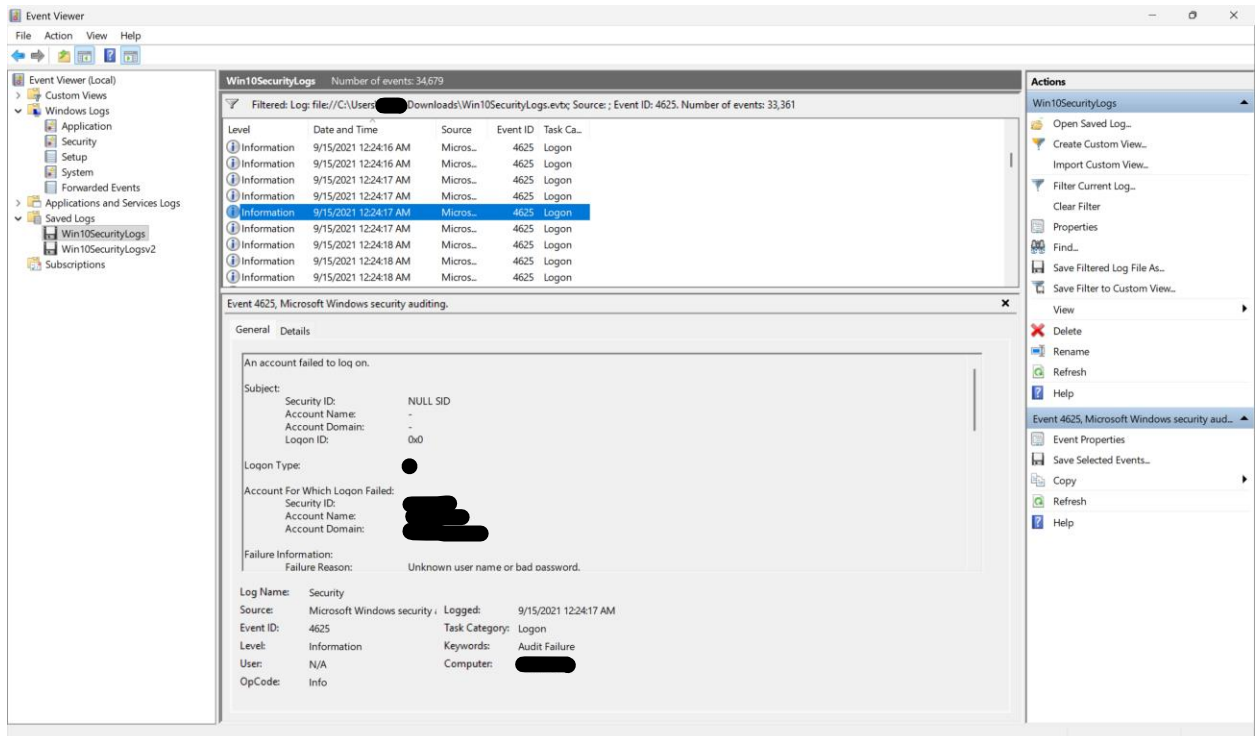 Event Viewer
File Action View Help
Event Viewer (Local)
Custom Views
Windows Logs
Application
Security
Setup
System
Forwarded Events
Applications and Services Logs
Saved Logs
Win10SecurityLogs
Win10SecurityLogsv2
Subscriptions
Win10SecurityLogs Number of events: 34,679
Filtered: Log: file://C:\Users\ Downloads\Win10SecurityLogs.evtx; Source: ; Event ID: 4625. Number of events: 33,361
Level Date and Time Source Event ID Task Ca...
Information 9/15/2021 12:24:16 AM Micros... 4625 Logon
Information 9/15/2021 12:24:16 AM Micros... 4625 Logon
Information 9/15/2021 12:24:17 AM Micros... 4625 Logon
Information 9/15/2021 12:24:17 AM Micros... 4625 Logon
Information 9/15/2021 12:24:17 AM Micros... 4625 Logon
Information 9/15/2021 12:24:17 AM Micros... 4625 Logon
Information 9/15/2021 12:24:18 AM Micros... 4625 Logon
Information 9/15/2021 12:24:18 AM Micros... 4625 Logon
Information 9/15/2021 12:24:18 AM Micros... 4625 Logon
Event 4625, Microsoft Windows security auditing.
General Details
An account failed to log on.
Subject:
Security ID: NULL SID
Account Name: -
Account Domain: -
Logon ID: 0x0
Logon Type:
Account For Which Logon Failed:
Security ID:
Account Name:
Account Domain:
Failure Information:
Failure Reason: Unknown user name or bad password.
Log Name: Security
Source: Microsoft Windows security Logged: 9/15/2021 12:24:17 AM
Event ID: 4625 Task Category: Logon
Level: Information Keywords: Audit Failure
User: N/A Computer:
OpCode: Info
Actions
Win10SecurityLogs
Open Saved Log...
Create Custom View...
Import Custom View...
Filter Current Log...
Clear Filter
Properties
Find...
Save Filtered Log File As...
Save Filter to Custom View...
View
Delete
Rename
Refresh
Help
Event 4625, Microsoft Windows security aud...
Event Properties
Save Selected Events...
Copy
Refresh
Help